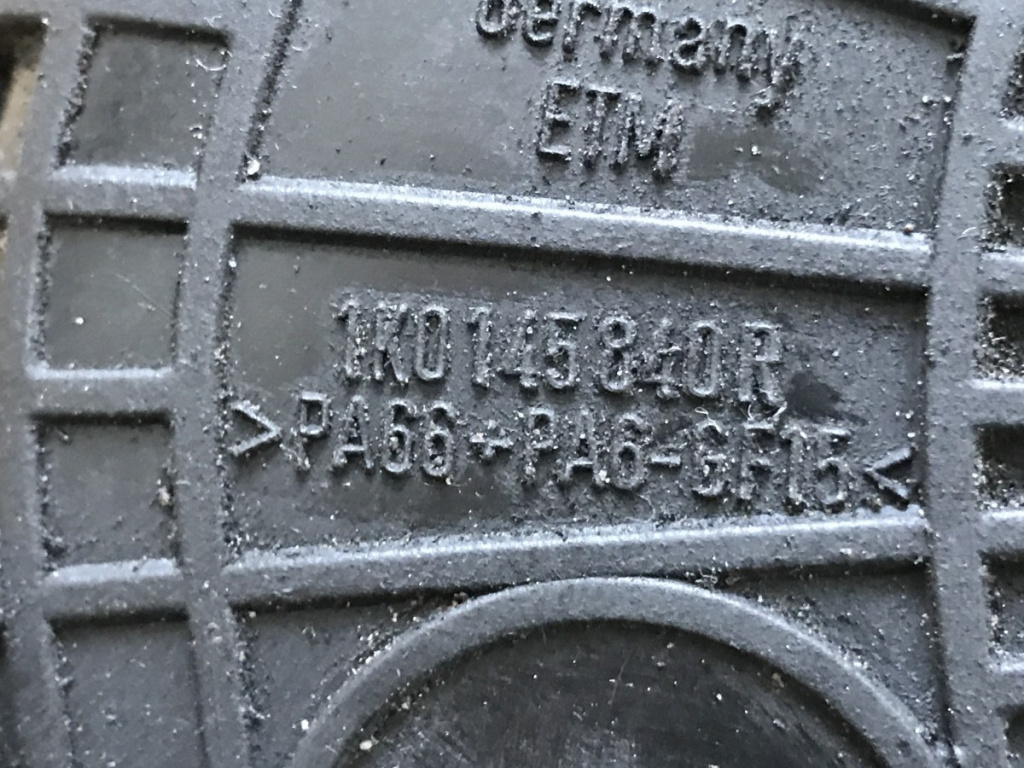 Germany
ETM
1K0 145 840 R
>PA66+PA6-GF15<